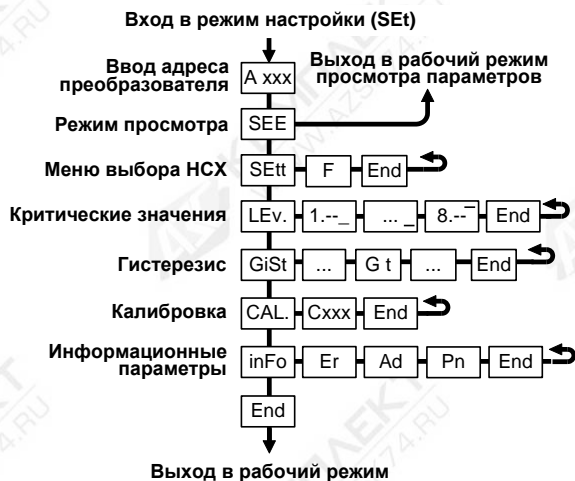 Вход в режим настройки (SEt)
Ввод адреса
преобразователя
A xxx
Выход в рабочий режим
просмотра параметров
Режим просмотра
SEE
Меню выбора НСХ
SEtt F End
Критические значения
LEv. 1.--_ ... _ 8.--¯ End
Гистерезис
GiSt ... G t ... End
Калибровка
CAL. Cxxx End
Информационные
параметры
inFo Er Ad Pn End
End
Выход в рабочий режим